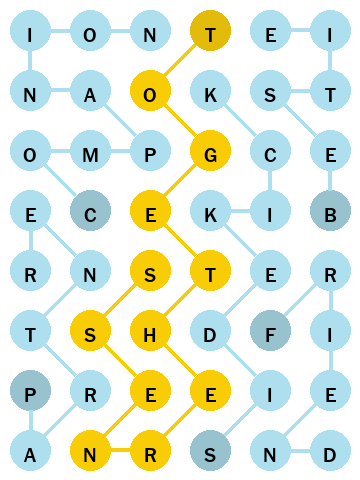 I O N T E I
N A O K S T
O M P G C E
E C E K I B
R N S T E R
T S H D F I
P R E E I E
A N R S N D